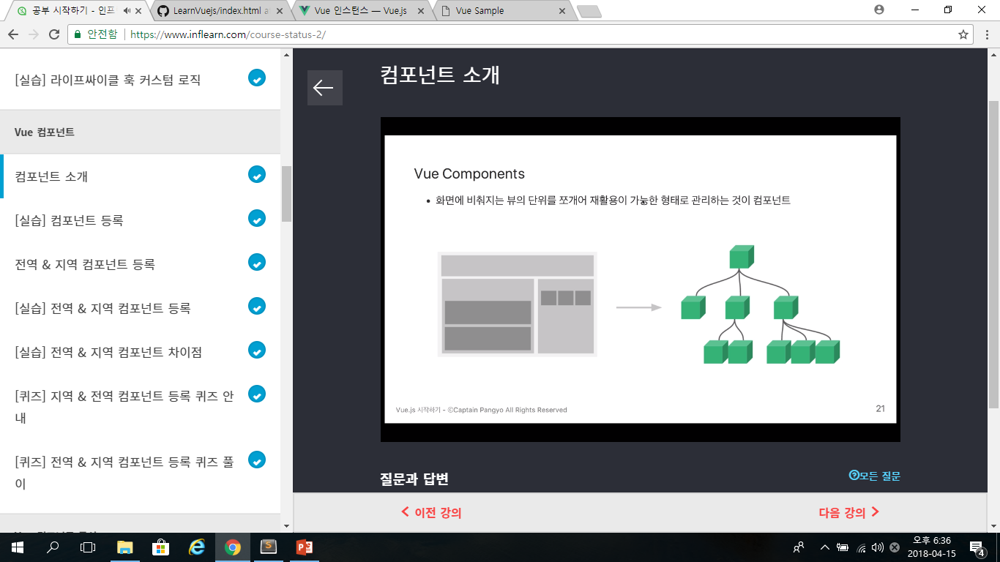 공부 시작하기 - 인프
LearnVuejs/index.html a
Vue 인스턴스 — Vue.js
Vue Sample
안전함
https://www.inflearn.com/course-status-2/
[실습] 라이프싸이클 훅 커스텀 로직
Vue 컴포넌트
컴포넌트 소개
[실습] 컴포넌트 등록
전역 & 지역 컴포넌트 등록
[실습] 전역 & 지역 컴포넌트 등록
[실습] 전역 & 지역 컴포넌트 차이점
[퀴즈] 지역 & 전역 컴포넌트 등록 퀴즈 안
내
[퀴즈] 전역 & 지역 컴포넌트 등록 퀴즈 풀
이
컴포넌트 소개
Vue Components
• 화면에 비춰지는 뷰의 단위를 쪼개어 재활용이 가능한 형태로 관리하는 것이 컴포넌트
Vue.js 시작하기 - ©Captain Pangyo All Rights Reserved
21
질문과 답변
모든 질문
이전 강의
다음 강의
오후 6:36
2018-04-15
4